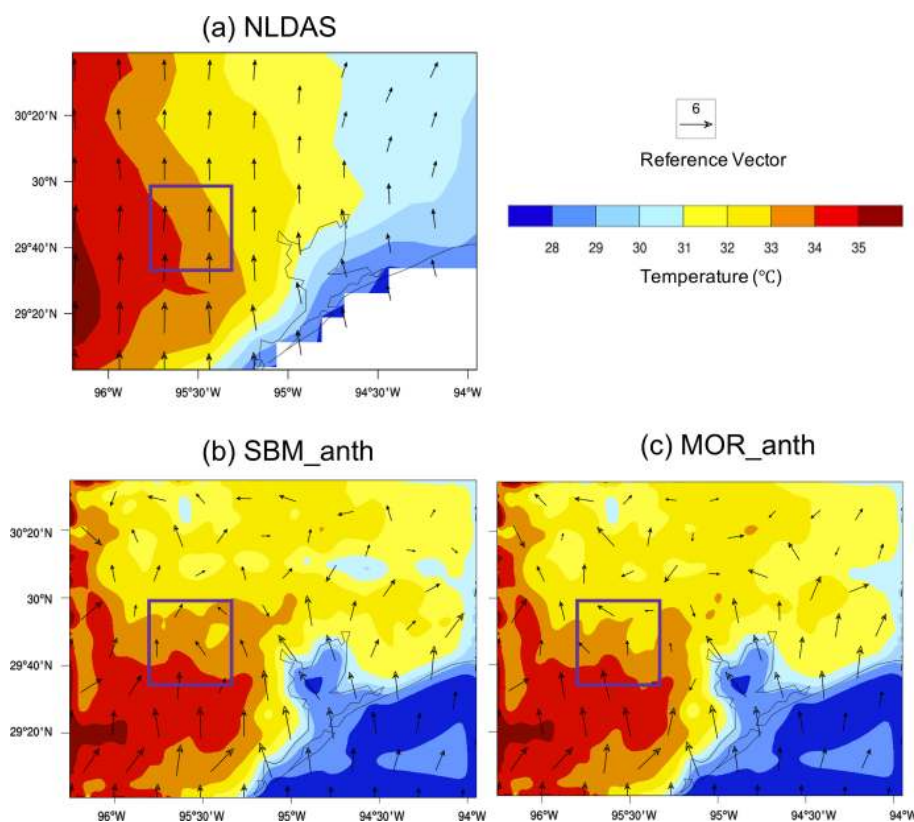 (a) NLDAS
30°20'N
30°N
29°40'N
29°20'N
96°W
95°30'W
95°W
94°30'W
94°W
6
Reference Vector
28 29 30 31 32 33 34 35
Temperature (℃)
(b) SBM_anth
(c) MOR_anth
30°20'N
30°N
29°40'N
29°20'N
96°W 95°30'W 95°W 94°30'W 94°W
96°W 95°30'W 95°W 94°30'W 94°W